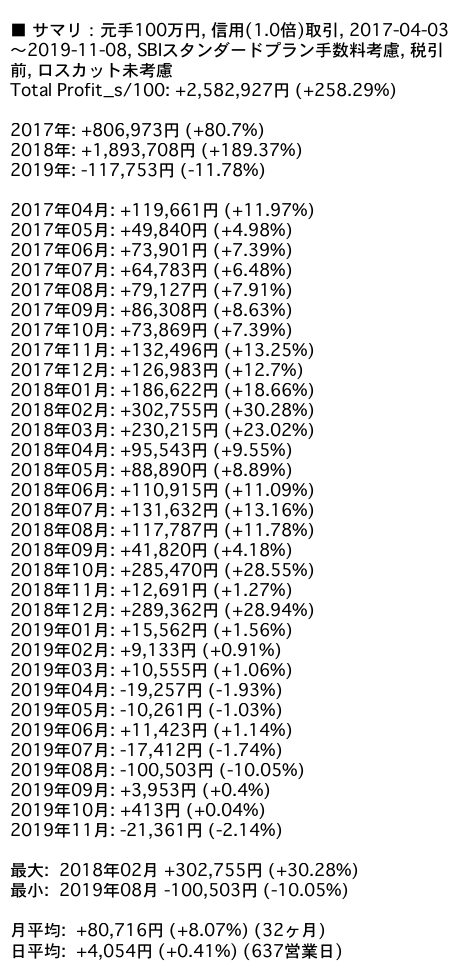 ■ サマリ：元手100万円, 信用(1.0倍)取引, 2017-04-03
〜2019-11-08, SBIスタンダードプラン手数料考慮, 税引
前, ロスカット未考慮
Total Profit_s/100: +2,582,927円 (+258.29%)
2017年: +806,973円 (+80.7%)
2018年: +1,893,708円 (+189.37%)
2019年: -117,753円 (-11.78%)
2017年04月: +119,661円 (+11.97%)
2017年05月: +49,840円 (+4.98%)
2017年06月: +73,901円 (+7.39%)
2017年07月: +64,783円 (+6.48%)
2017年08月: +79,127円 (+7.91%)
2017年09月: +86,308円 (+8.63%)
2017年10月: +73,869円 (+7.39%)
2017年11月: +132,496円 (+13.25%)
2017年12月: +126,983円 (+12.7%)
2018年01月: +186,622円 (+18.66%)
2018年02月: +302,755円 (+30.28%)
2018年03月: +230,215円 (+23.02%)
2018年04月: +95,543円 (+9.55%)
2018年05月: +88,890円 (+8.89%)
2018年06月: +110,915円 (+11.09%)
2018年07月: +131,632円 (+13.16%)
2018年08月: +117,787円 (+11.78%)
2018年09月: +41,820円 (+4.18%)
2018年10月: +285,470円 (+28.55%)
2018年11月: +12,691円 (+1.27%)
2018年12月: +289,362円 (+28.94%)
2019年01月: +15,562円 (+1.56%)
2019年02月: +9,133円 (+0.91%)
2019年03月: +10,555円 (+1.06%)
2019年04月: -19,257円 (-1.93%)
2019年05月: -10,261円 (-1.03%)
2019年06月: +11,423円 (+1.14%)
2019年07月: -17,412円 (-1.74%)
2019年08月: -100,503円 (-10.05%)
2019年09月: +3,953円 (+0.4%)
2019年10月: +413円 (+0.04%)
2019年11月: -21,361円 (-2.14%)
最大: 2018年02月 +302,755円 (+30.28%)
最小: 2019年08月 -100,503円 (-10.05%)
月平均: +80,716円 (+8.07%) (32ヶ月)
日平均: +4,054円 (+0.41%) (637営業日)